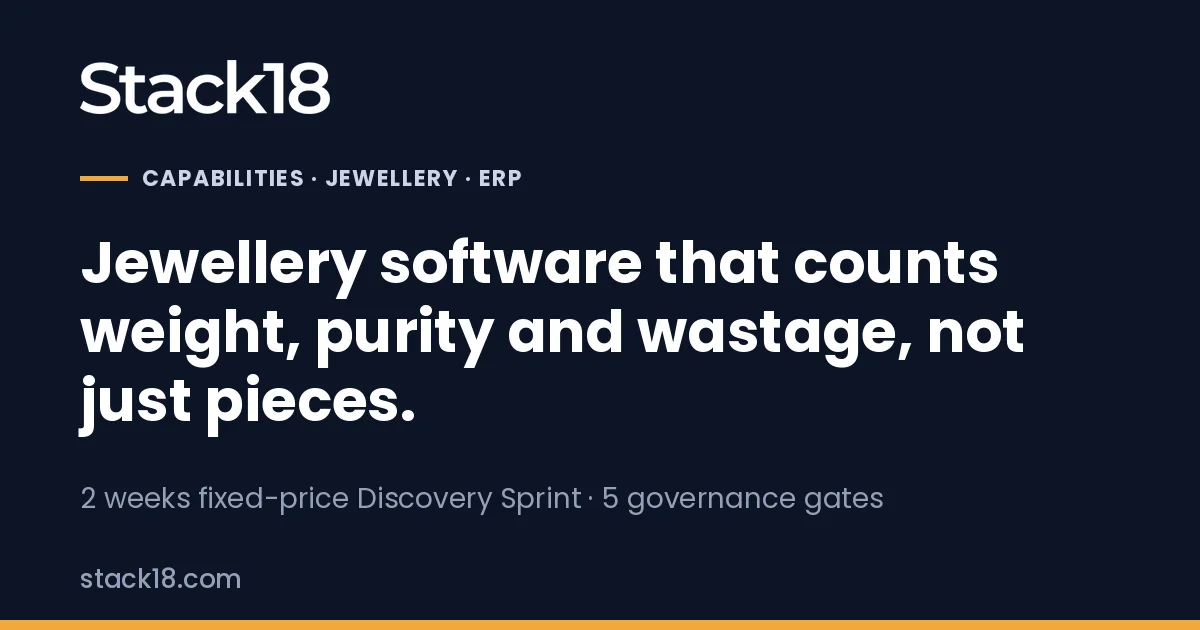 Stack18
CAPABILITIES · JEWELLERY · ERP
Jewellery software that counts
weight, purity and wastage, not
just pieces.
2 weeks fixed-price Discovery Sprint · 5 governance gates
stack18.com